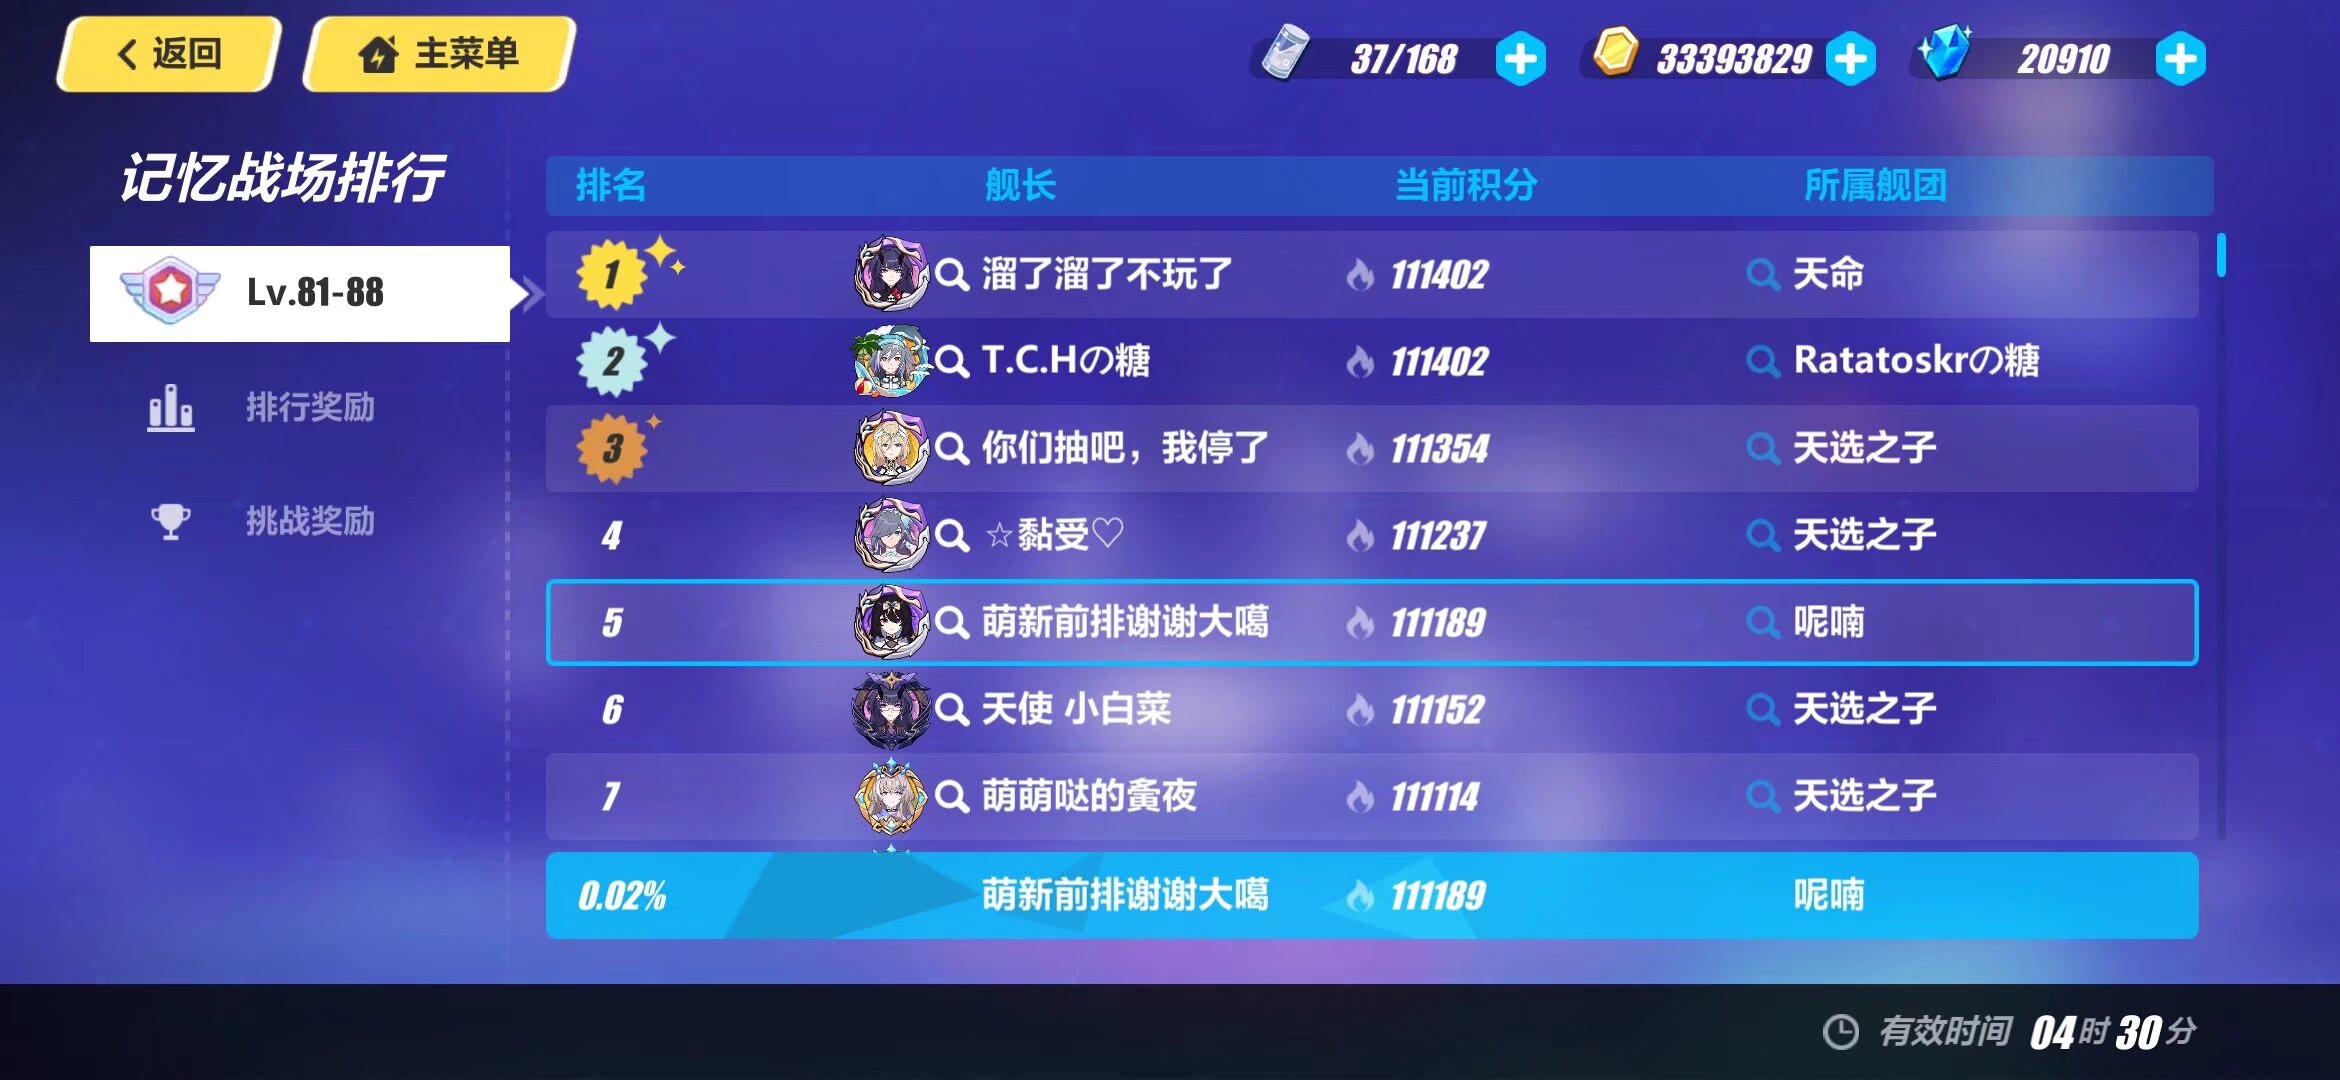 返回 主菜单 37/168 33393829 20910
记忆战场排行
Lv.81-88
排行奖励
挑战奖励
排名 舰长 当前积分 所属舰团
1 溜了溜了不玩了 111402 天命
2 T.C.Hの糖 111402 Ratatoskrの糖
3 你们抽吧，我停了 111354 天选之子
4 ☆黏受♡ 111237 天选之子
5 萌新前排谢谢大噶 111189 呢喃
6 天使 小白菜 111152 天选之子
7 萌萌哒的夤夜 111114 天选之子
0.02% 萌新前排谢谢大噶 111189 呢喃
有效时间 04时30分